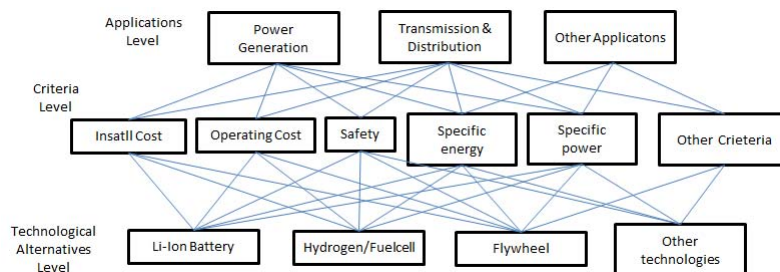 Applications
Level
Power
Generation
Transmission &
Distribution
Other Applicatons
Criteria
Level
Insatll Cost
Operating Cost
Safety
Specific
energy
Specific
power
Other Crieteria
Technological
Alternatives
Level
Li-Ion Battery
Hydrogen/Fuelcell
Flywheel
Other
technologies